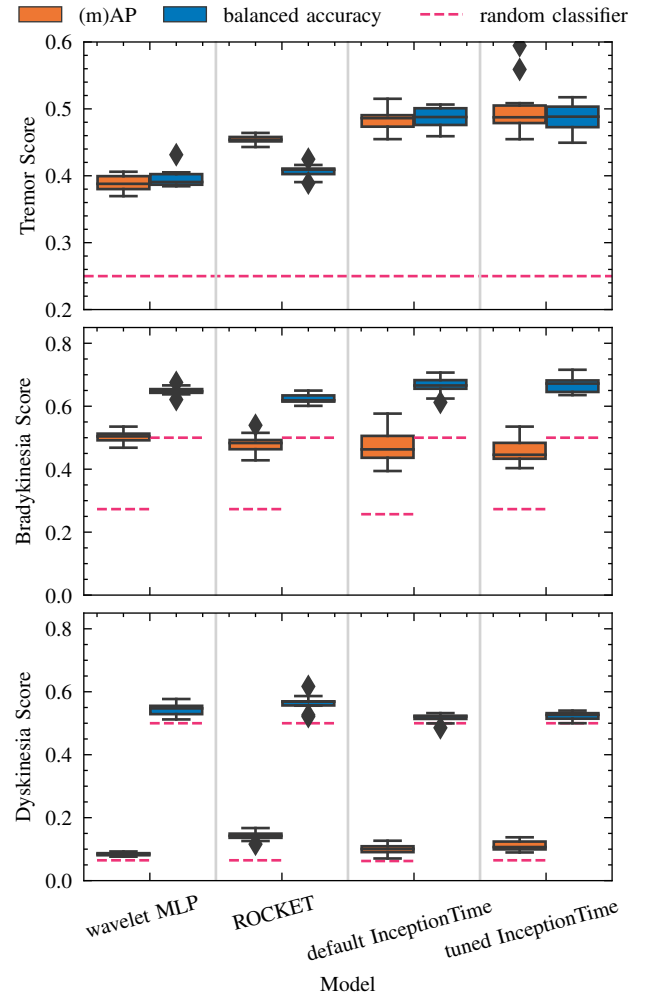 (m)AP balanced accuracy random classifier
0.6
0.5
0.4
0.3
0.2
Tremor Score
0.8
0.6
0.4
0.2
0.0
Bradykinesia Score
0.8
0.6
0.4
0.2
0.0
Dyskinesia Score
wavelet MLP ROCKET default InceptionTime tuned InceptionTime
Model